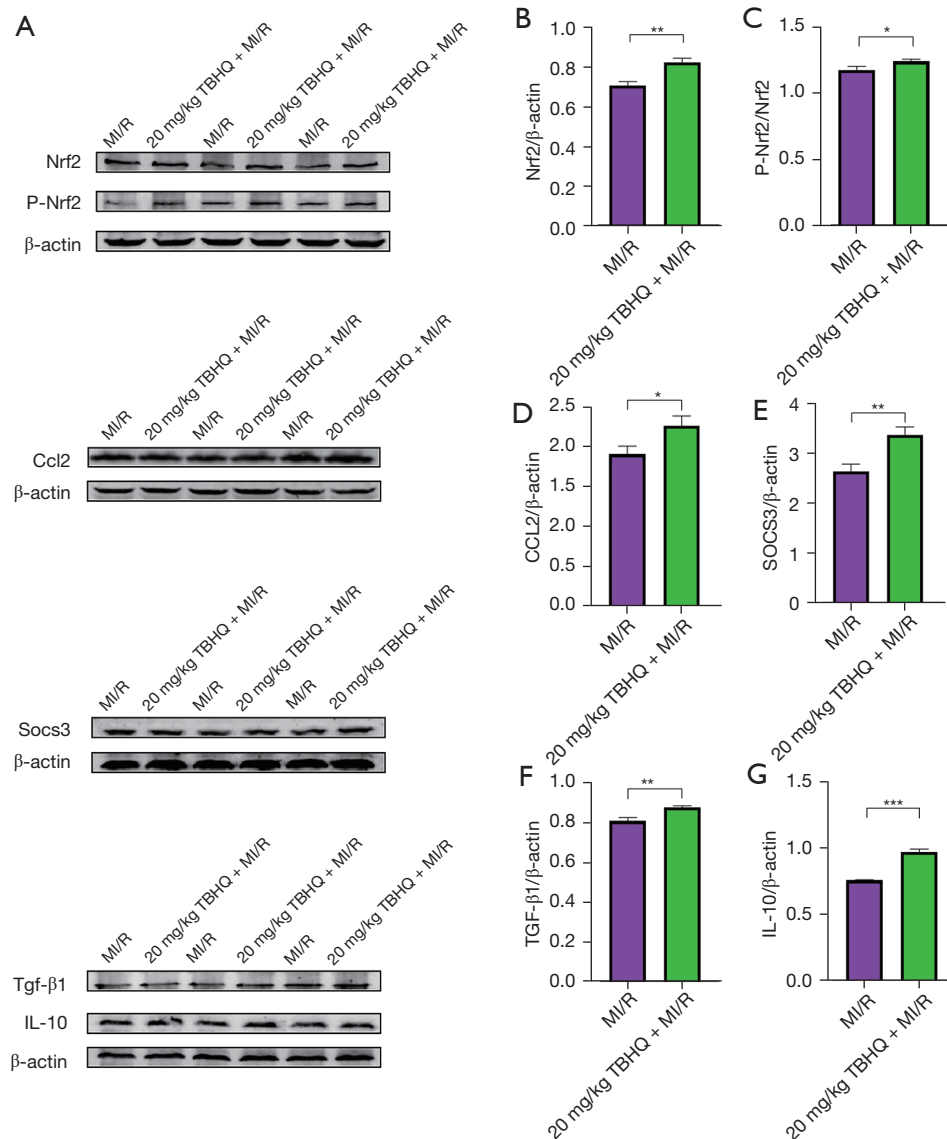 A
MI/R
20 mg/kg TBHQ + MI/R
MI/R
20 mg/kg TBHQ + MI/R
MI/R
20 mg/kg TBHQ + MI/R
Nrf2
P-Nrf2
β-actin
MI/R
20 mg/kg TBHQ + MI/R
MI/R
20 mg/kg TBHQ + MI/R
MI/R
20 mg/kg TBHQ + MI/R
Ccl2
β-actin
MI/R
20 mg/kg TBHQ + MI/R
MI/R
20 mg/kg TBHQ + MI/R
MI/R
20 mg/kg TBHQ + MI/R
Socs3
β-actin
MI/R
20 mg/kg TBHQ + MI/R
MI/R
20 mg/kg TBHQ + MI/R
MI/R
20 mg/kg TBHQ + MI/R
Tgf-β1
IL-10
β-actin
B
Nrf2/β-actin
1.0
0.8
0.6
0.4
0.6
0.0
**
MI/R
20 mg/kg TBHQ + MI/R
C
P-Nrf2/Nrf2
1.5
1.0
1.5
0.0
*
MI/R
20 mg/kg TBHQ + MI/R
D
CCL2/β-actin
2.5
2.0
1.5
2.0
0.5
0.0
*
MI/R
20 mg/kg TBHQ + MI/R
E
SOCS3/β-actin
4
3
2
1
0
**
MI/R
20 mg/kg TBHQ + MI/R
F
TGF-β1/β-actin
1.0
0.8
0.6
0.4
0.2
0.0
**
MI/R
20 mg/kg TBHQ + MI/R
G
IL-10/β-actin
1.5
1.0
0.5
0.0
***
MI/R
20 mg/kg TBHQ + MI/R